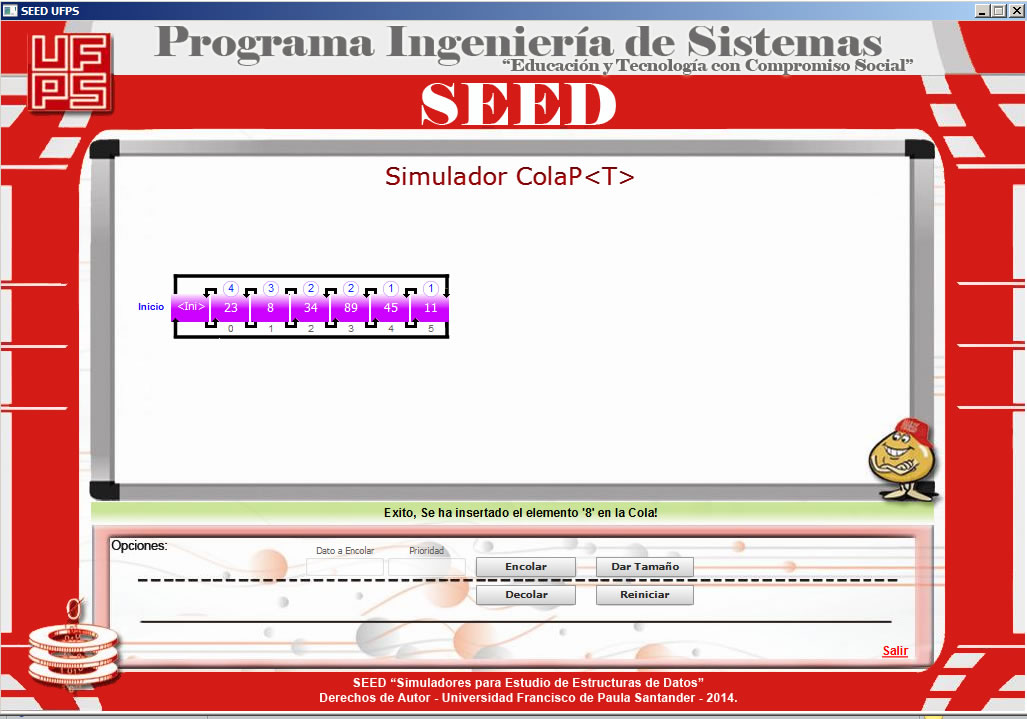 SEED UFPS
UFPS
Programa Ingeniería de Sistemas
“Educación y Tecnología con Compromiso Social”
SEED
Simulador ColaP<T>
4 3 2 2 1 1
Inicio <Ini> 23 8 34 89 45 11
0 1 2 3 4 5
Exito, Se ha insertado el elemento '8' en la Cola!
Opciones:
Dato a Encolar Prioridad
Encolar Dar Tamaño
Decolar Reiniciar
Salir
SEED “Simuladores para Estudio de Estructuras de Datos”
Derechos de Autor - Universidad Francisco de Paula Santander - 2014.